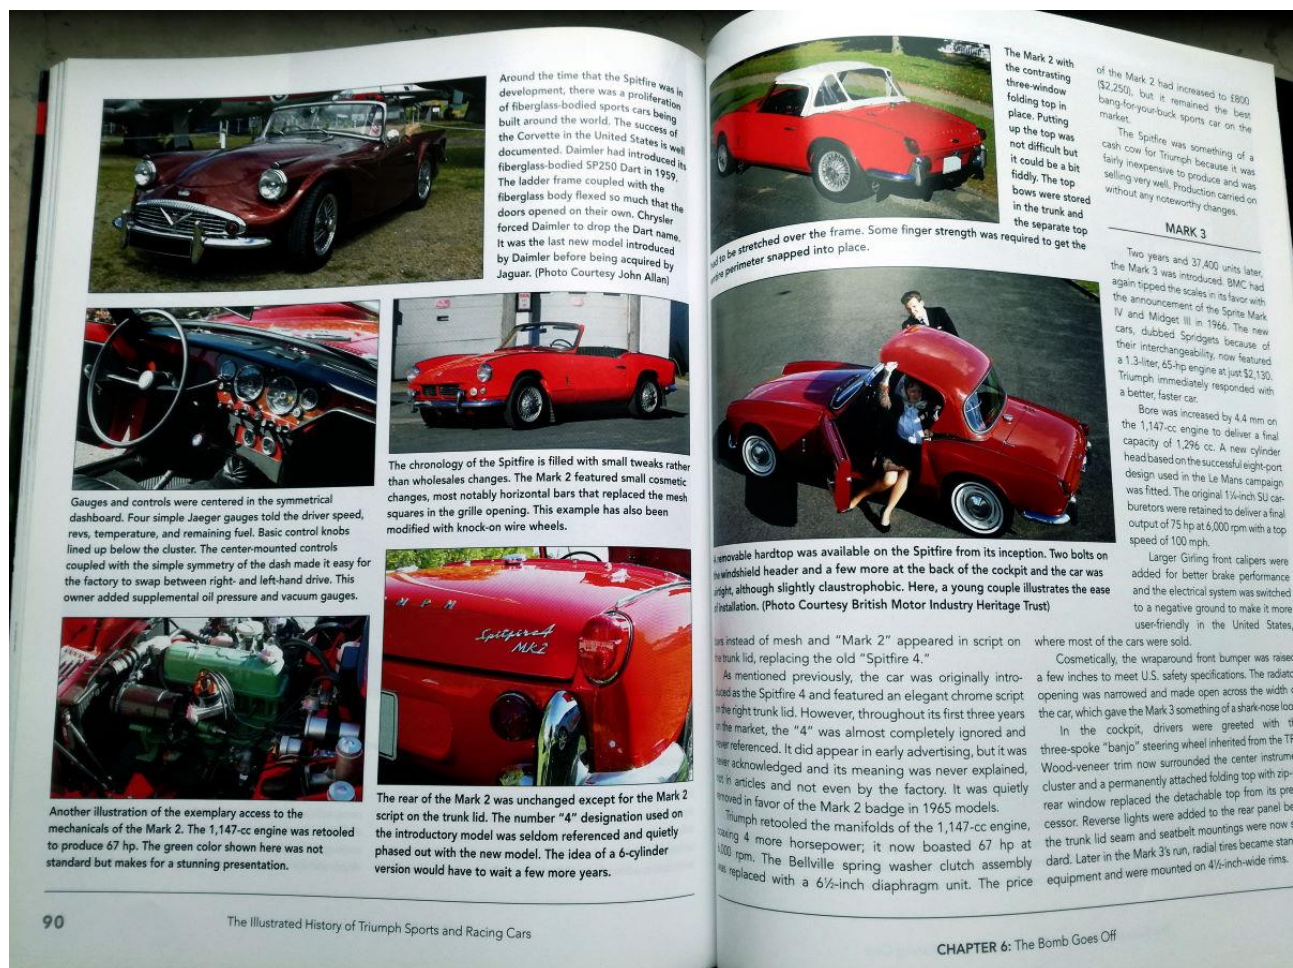 Around the time that the Spitfire was in
development, there was a proliferation
of fiberglass-bodied sports cars being
built around the world. The success of
the Corvette in the United States is well
documented. Daimler had introduced its
fiberglass-bodied SP250 Dart in 1959.
The ladder frame coupled with the
fiberglass body flexed so much that the
doors opened on their own. Chrysler
forced Daimler to drop the Dart name.
It was the last new model introduced
by Daimler before being acquired by
Jaguar. (Photo Courtesy John Allan)
Gauges and controls were centered in the symmetrical
dashboard. Four simple Jaeger gauges told the driver speed,
revs, temperature, and remaining fuel. Basic control knobs
lined up below the cluster. The center-mounted controls
coupled with the simple symmetry of the dash made it easy for
the factory to swap between right- and left-hand drive. This
owner added supplemental oil pressure and vacuum gauges.
The chronology of the Spitfire is filled with small tweaks rather
than wholesales changes. The Mark 2 featured small cosmetic
changes, most notably horizontal bars that replaced the mesh
squares in the grille opening. This example has also been
modified with knock-on wire wheels.
Another illustration of the exemplary access to the
mechanicals of the Mark 2. The 1,147-cc engine was retooled
to produce 67 hp. The green color shown here was not
standard but makes for a stunning presentation.
U M P H
Spitfire 4
MK2
The rear of the Mark 2 was unchanged except for the Mark 2
script on the trunk lid. The number "4" designation used on
the introductory model was seldom referenced and quietly
phased out with the new model. The idea of a 6-cylinder
version would have to wait a few more years.
90
The Illustrated History of Triumph Sports and Racing Cars
The Mark 2 with
the contrasting
three-window
folding top in
place. Putting
up the top was
not difficult but
it could be a bit
fiddly. The top
bows were stored
in the trunk and
the separate top
to be stretched over the frame. Some finger strength was required to get the
perimeter snapped into place.
removable hardtop was available on the Spitfire from its inception. Two bolts on
the windshield header and a few more at the back of the cockpit and the car was
although slightly claustrophobic. Here, a young couple illustrates the ease
of installation. (Photo Courtesy British Motor Industry Heritage Trust)
instead of mesh and "Mark 2" appeared in script on
trunk lid, replacing the old "Spitfire 4."
As mentioned previously, the car was originally intro-
as the Spitfire 4 and featured an elegant chrome script
the right trunk lid. However, throughout its first three years
the market, the "4" was almost completely ignored and
referenced. It did appear in early advertising, but it was
never acknowledged and its meaning was never explained,
not in articles and not even by the factory. It was quietly
in favor of the Mark 2 badge in 1965 models.
Triumph retooled the manifolds of the 1,147-cc engine,
4 more horsepower; it now boasted 67 hp at
rpm. The Bellville spring washer clutch assembly
was replaced with a 6½-inch diaphragm unit. The price
of the Mark 2 had increased to £800
($2,250), but it remained the best
bang-for-your-buck sports car on the
market.
The Spitfire was something of a
cash cow for Triumph because it was
fairly inexpensive to produce and was
selling very well. Production carried on
without any noteworthy changes.
MARK 3
Two years and 37,400 units later,
the Mark 3 was introduced. BMC had
again tipped the scales in its favor with
the announcement of the Sprite Mark
IV and Midget III in 1966. The new
cars, dubbed Spridgets because of
their interchangeability, now featured
a 1.3-liter, 65-hp engine at just $2,130.
Triumph immediately responded with
a better, faster car.
Bore was increased by 4.4 mm on
the 1,147-cc engine to deliver a final
capacity of 1,296 cc. A new cylinder
head based on the successful eight-port
design used in the Le Mans campaign
was fitted. The original 1¼-inch SU car-
buretors were retained to deliver a final
output of 75 hp at 6,000 rpm with a top
speed of 100 mph.
Larger Girling front calipers were
added for better brake performance
and the electrical system was switched
to a negative ground to make it more
user-friendly in the United States,
where most of the cars were sold.
Cosmetically, the wraparound front bumper was raised
a few inches to meet U.S. safety specifications. The
opening was narrowed and made open across the width
the car, which gave the Mark 3 something of a shark-nose
In the cockpit, drivers were greeted with
three-spoke "banjo" steering wheel inherited from the
Wood-veneer trim now surrounded the center
cluster and a permanently attached folding top with zip-
rear window replaced the detachable top from its
cessor. Reverse lights were added to the rear panel
the trunk lid seam and seatbelt mountings were now
dard. Later in the Mark 3's run, radial tires became
equipment and were mounted on 4½-inch-wide rims.
CHAPTER 6: The Bomb Goes Off